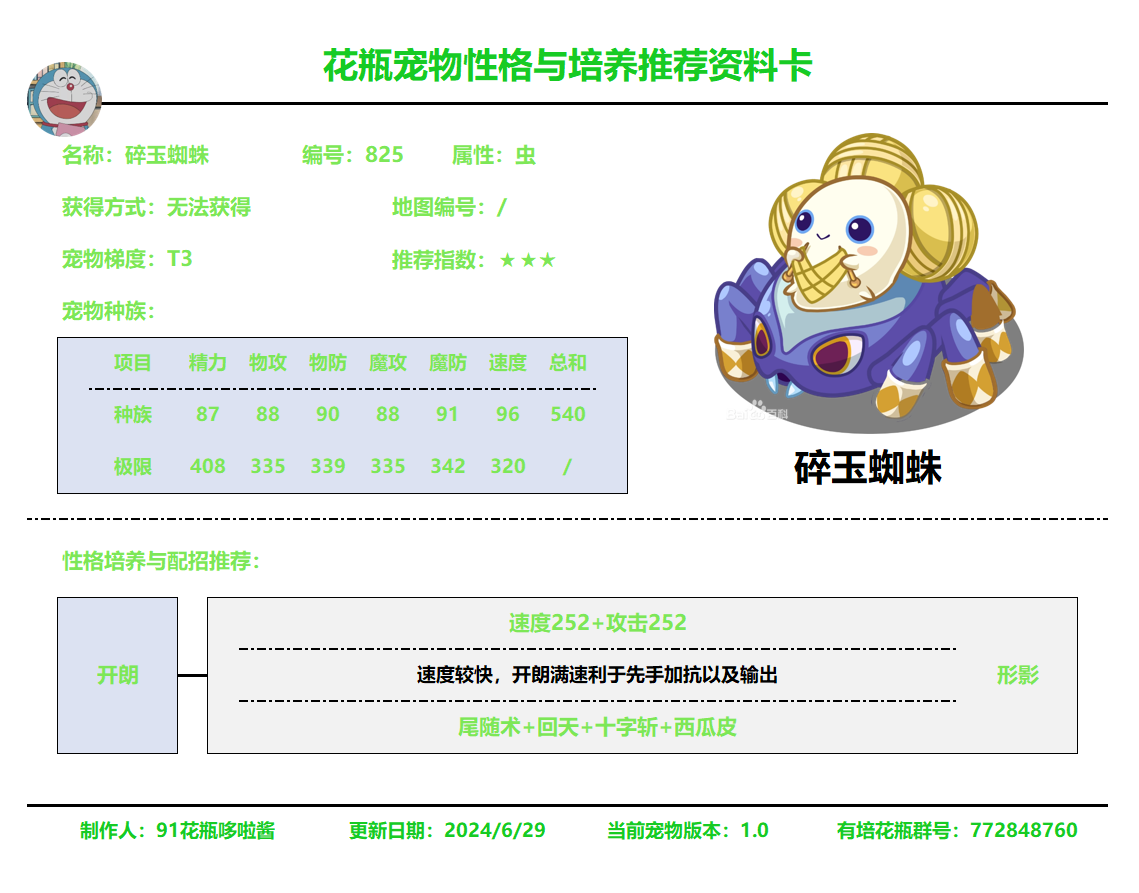 花瓶宠物性格与培养推荐资料卡
名称：碎玉蜘蛛 编号：825 属性：虫
获得方式：无法获得 地图编号：/
宠物梯度：T3 推荐指数：★★★
宠物种族：
项目 精力 物攻 物防 魔攻 魔防 速度 总和
种族 87 88 90 88 91 96 540
极限 408 335 339 335 342 320 /
Bai百科
碎玉蜘蛛
性格培养与配招推荐：
速度252+攻击252
开朗 速度较快，开朗满速利于先手加抗以及输出 形影
尾随术+回天+十字斩+西瓜皮
制作人：91花瓶哆啦酱 更新日期：2024/6/29 当前宠物版本：1.0 有培花瓶群号：772848760